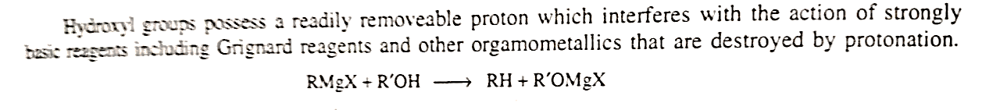 Hydroxyl groups possess a readily removeable proton which interferes with the action of strongly
basic reagents including Grignard reagents and other orgamometallics that are destroyed by protonation.
RMgX + R′OH ⟶ RH + R′OMgX